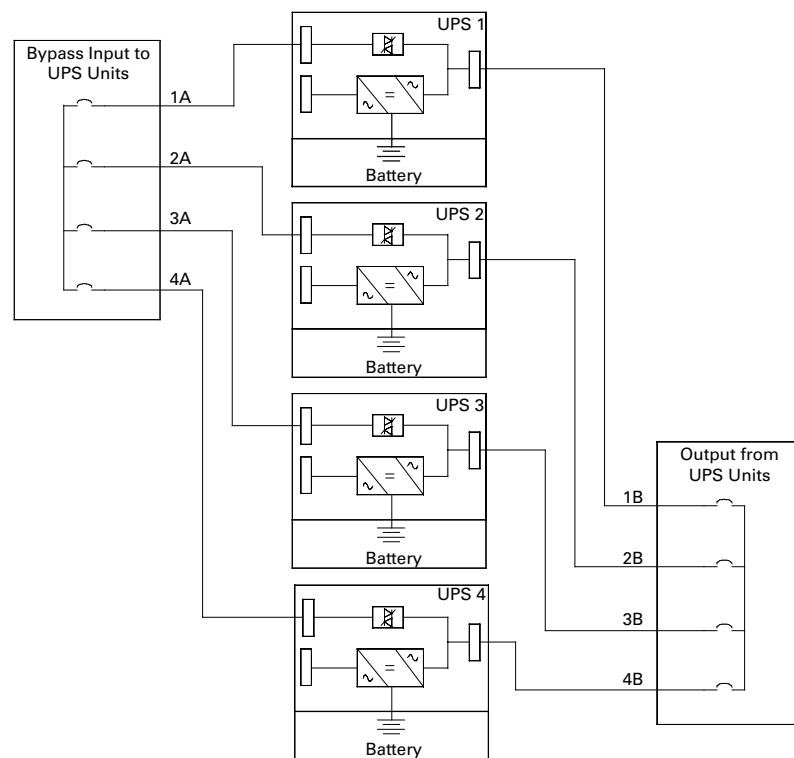 Bypass Input to
UPS Units
1A
2A
3A
4A
UPS 1
Battery
UPS 2
Battery
UPS 3
Battery
UPS 4
Battery
Output from
UPS Units
1B
2B
3B
4B